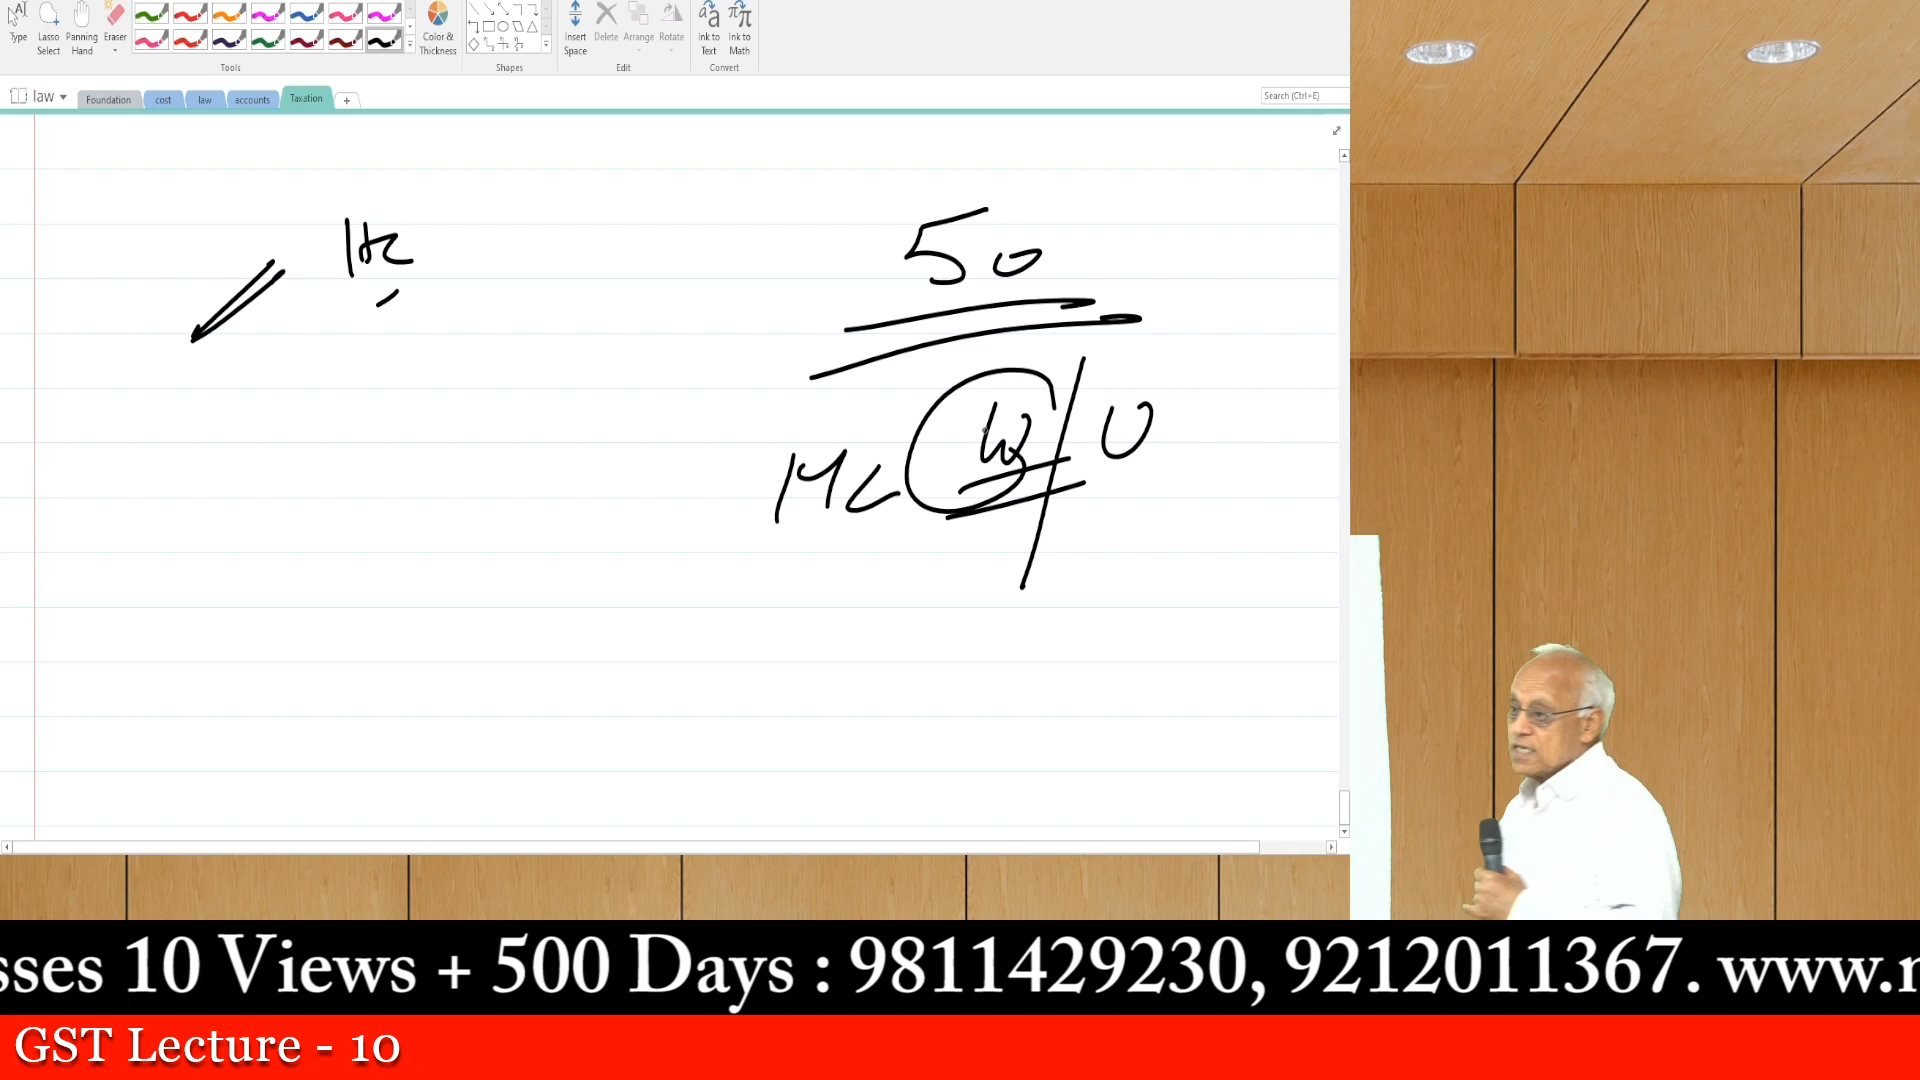 Type
Lasso Select
Panning Hand
Eraser
Color & Thickness
Insert Space
Delete
Arrange
Rotate
Ink to Text
Ink to Math
Tools
Shapes
Edit
Convert
law
Foundation
cost
law
accounts
Taxation
+
Search (Ctrl+E)
50
sses 10 Views + 500 Days : 9811429230, 9212011367. www.
GST Lecture - 10